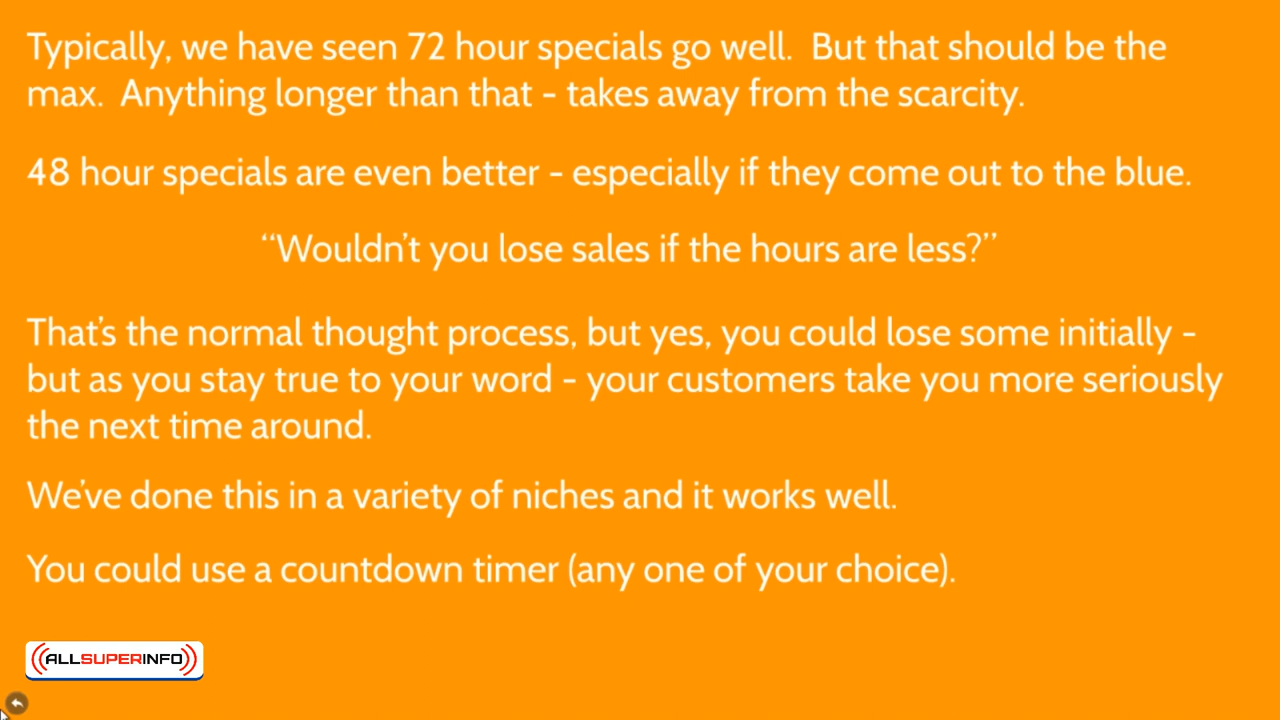 Typically, we have seen 72 hour specials go well. But that should be the
max. Anything longer than that - takes away from the scarcity.
48 hour specials are even better - especially if they come out to the blue.
“Wouldn’t you lose sales if the hours are less?”
That’s the normal thought process, but yes, you could lose some initially -
but as you stay true to your word - your customers take you more seriously
the next time around.
We’ve done this in a variety of niches and it works well.
You could use a countdown timer (any one of your choice).
((ALLSUPERINFO))